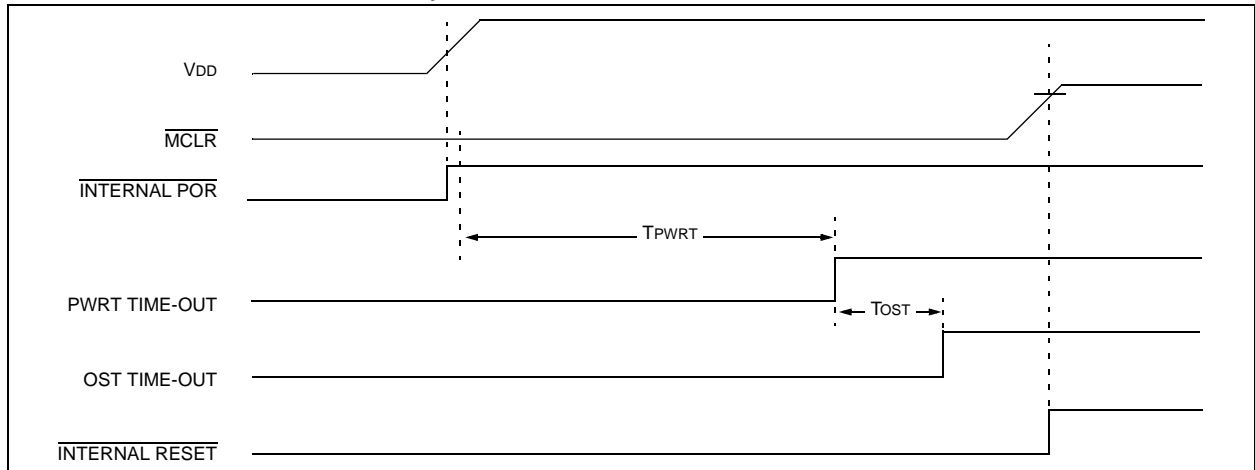 VDD
MCLR
INTERNAL POR
TPWRT
PWRT TIME-OUT
TOST
OST TIME-OUT
INTERNAL RESET